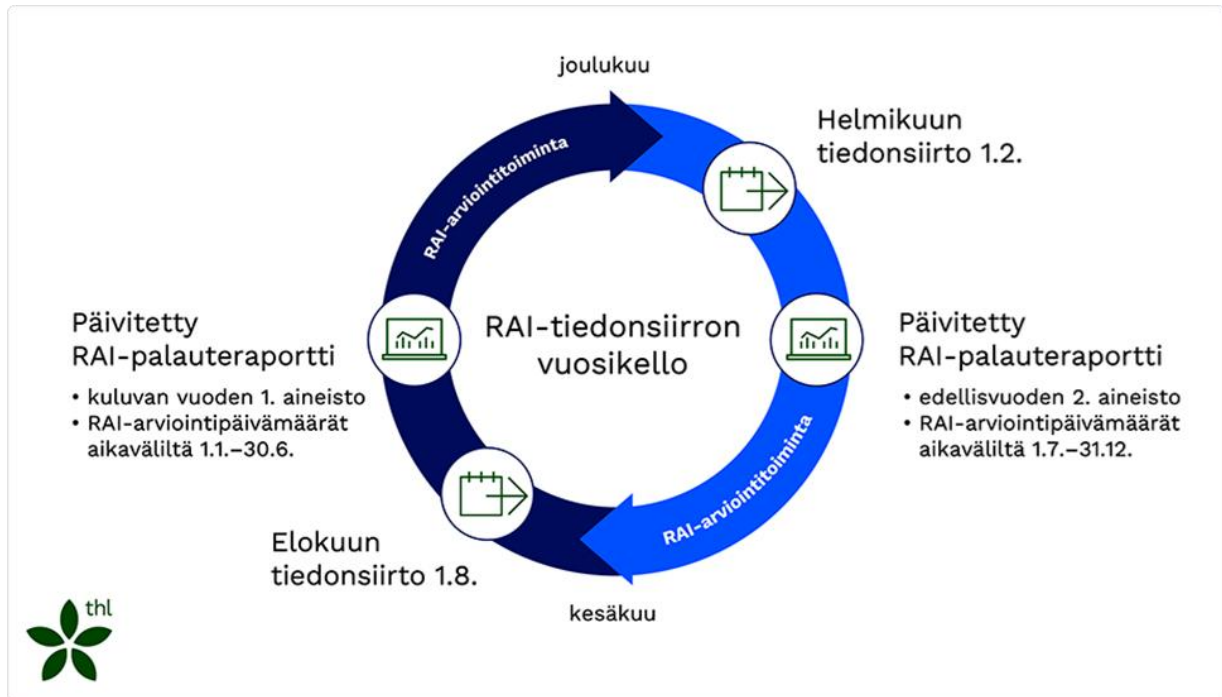 joulukuu
RAI-arviointitoiminta
Helmikuun
tiedonsiirto 1.2.
Päivitetty
RAI-palauteraportti
• kuluvan vuoden 1. aineisto
• RAI-arviointipäivämäärät
aikaväliltä 1.1.–30.6.
RAI-tiedonsiirron
vuosikello
Päivitetty
RAI-palauteraportti
• edellisvuoden 2. aineisto
• RAI-arviointipäivämäärät
aikaväliltä 1.7.–31.12.
RAI-arviointitoiminta
Elokuun
tiedonsiirto 1.8.
kesäkuu
thl